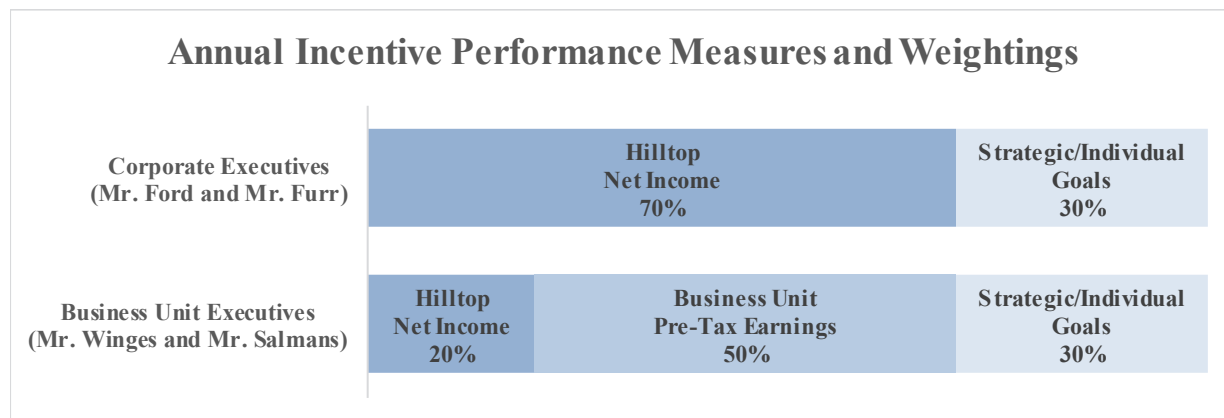 Annual Incentive Performance Measures and Weightings
Corporate Executives
(Mr. Ford and Mr. Furr)
Hilltop
Net Income
70%
Strategic/Individual
Goals
30%
Business Unit Executives
(Mr. Winges and Mr. Salmans)
Hilltop
Net Income
20%
Business Unit
Pre-Tax Earnings
50%
Strategic/Individual
Goals
30%